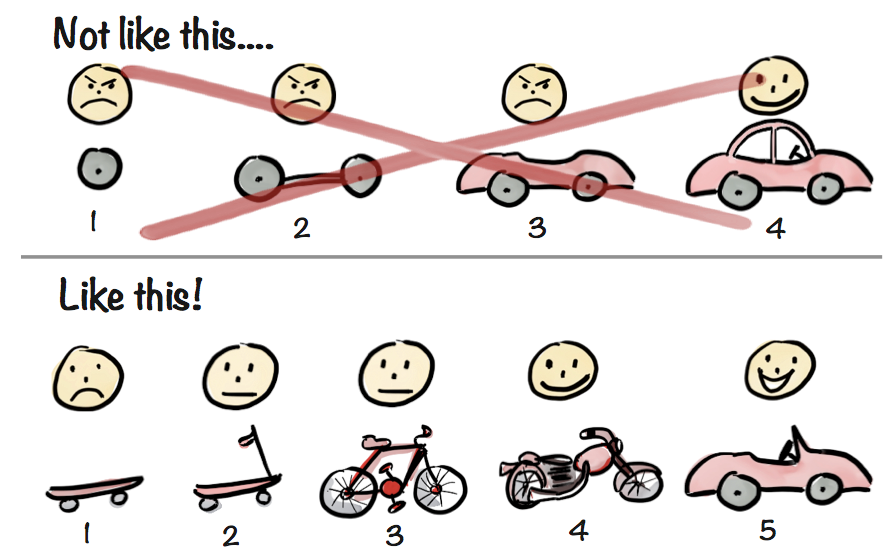 Not like this....
1 2 3 4
Like this!
1 2 3 4 5